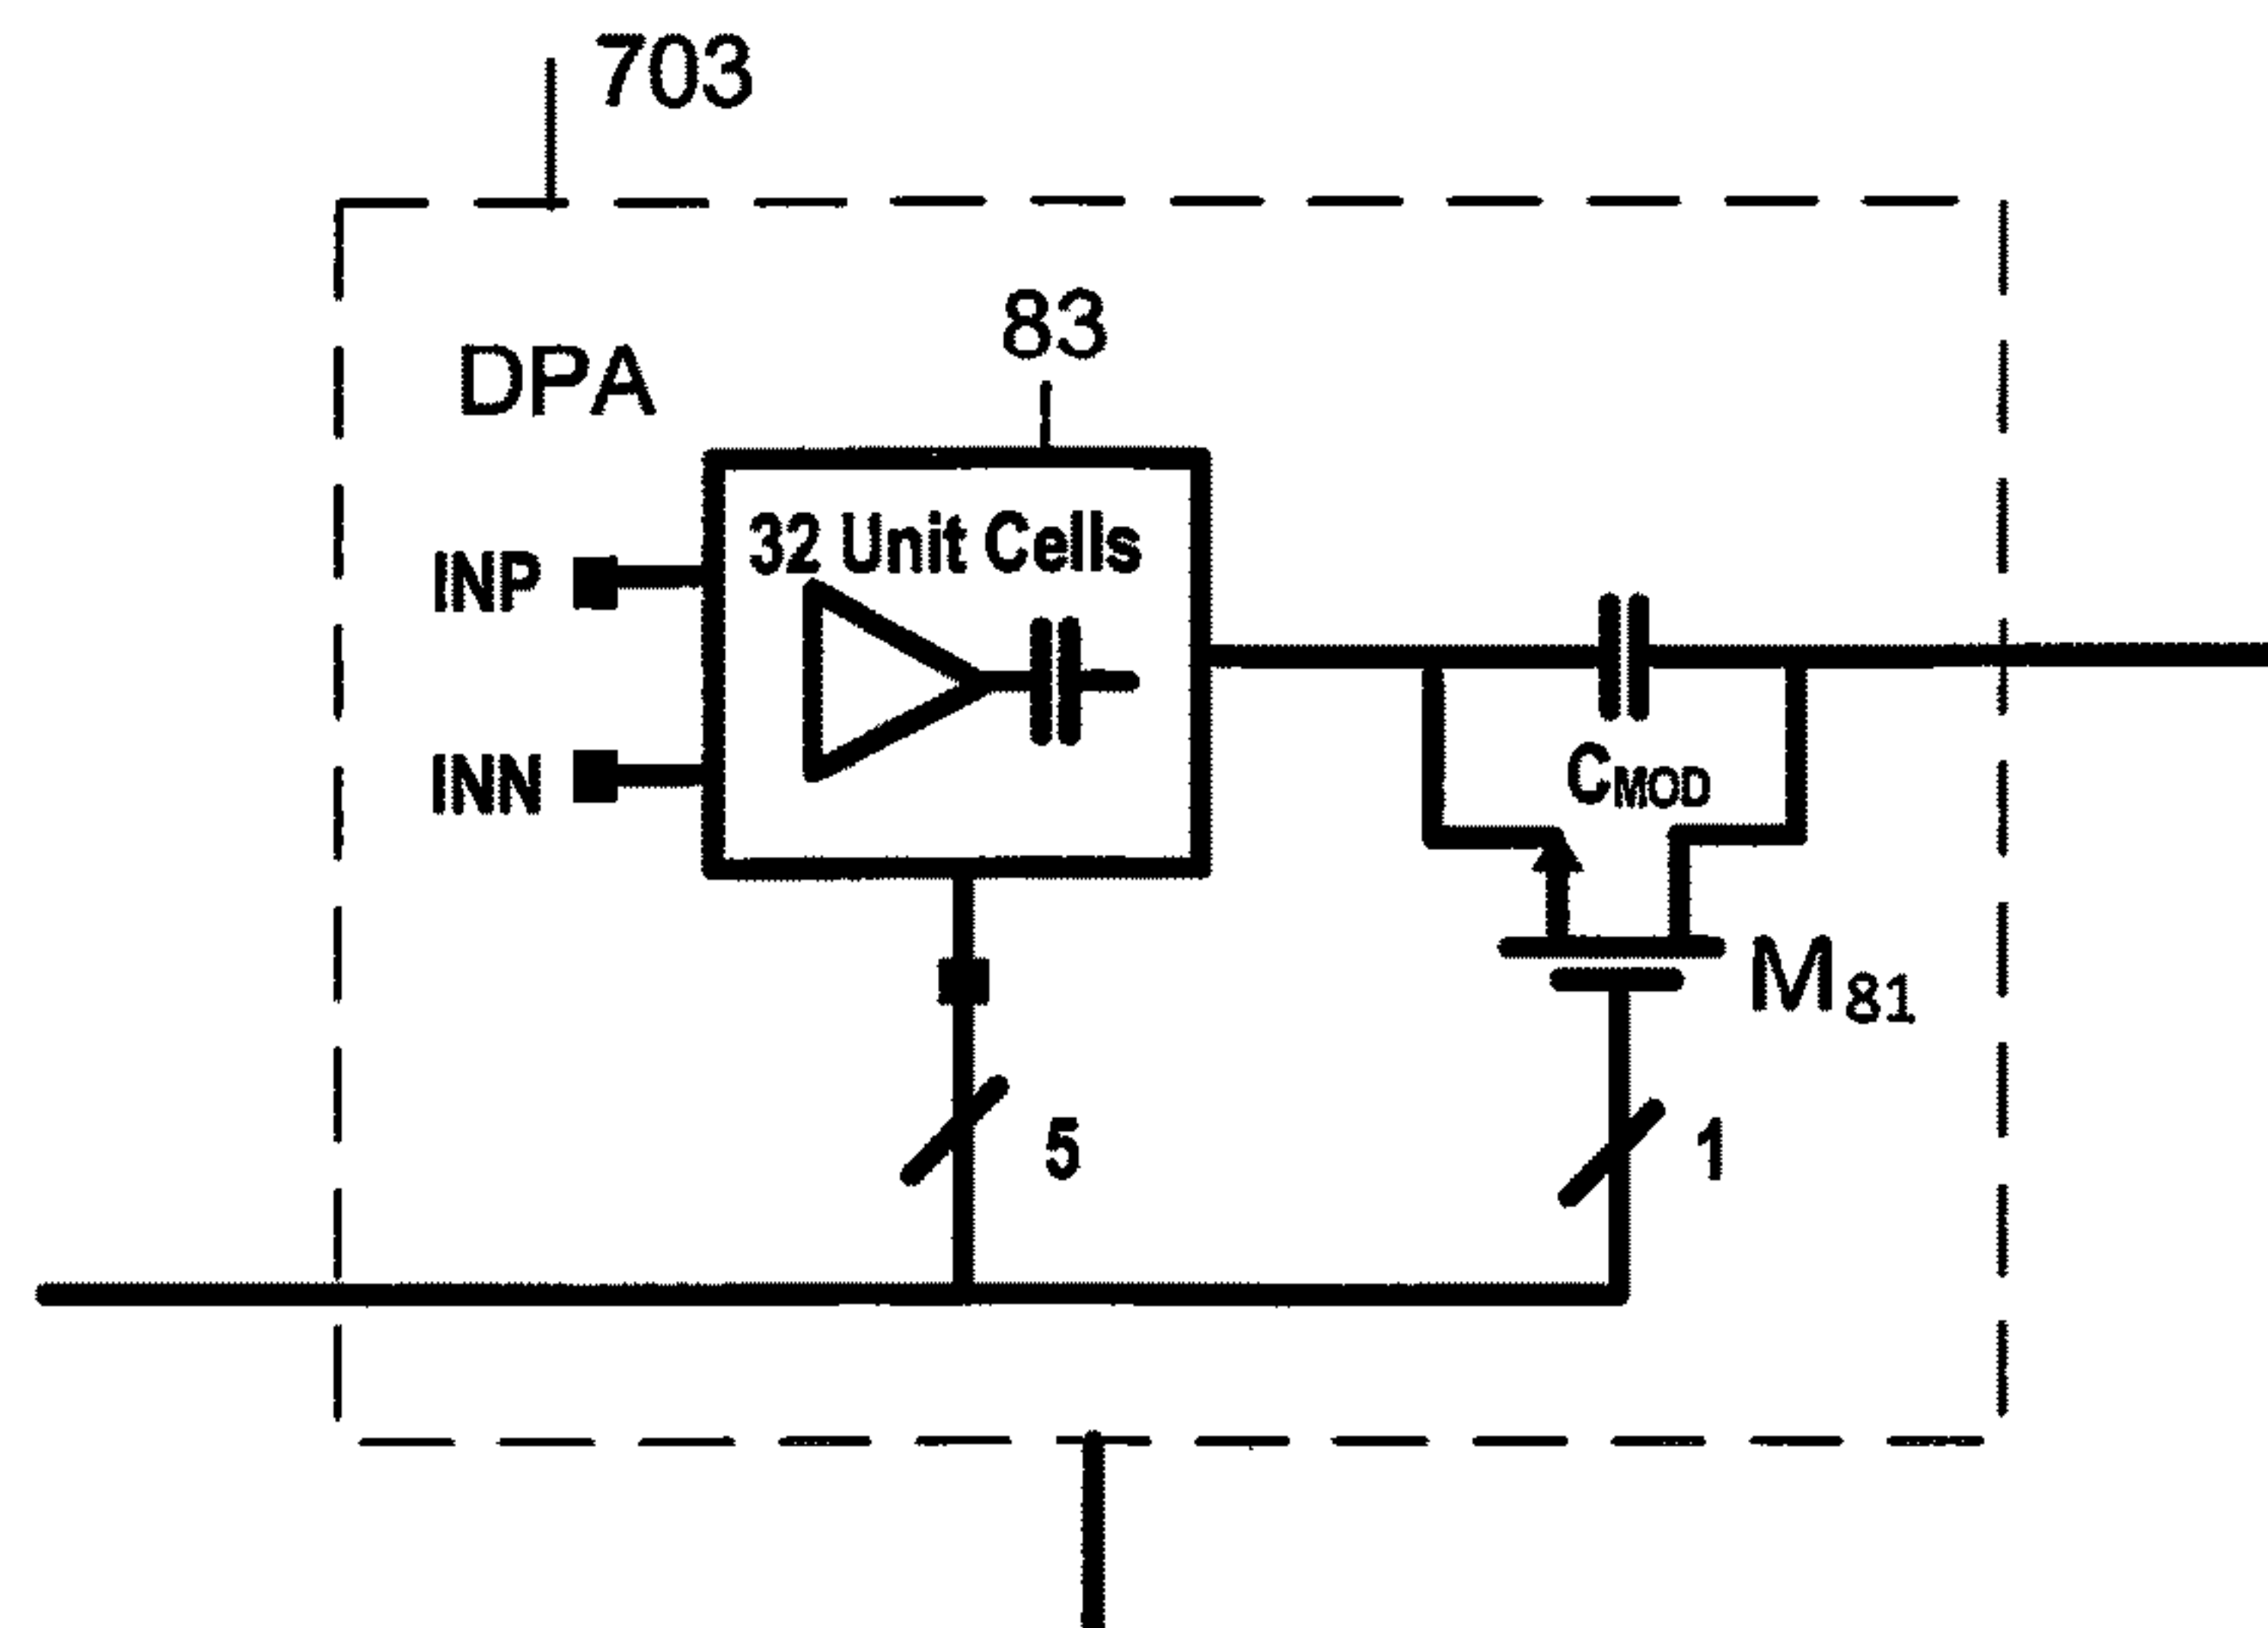 703
83
DPA
32 Unit Cells
INP
INN
CMOD
M81
5
1